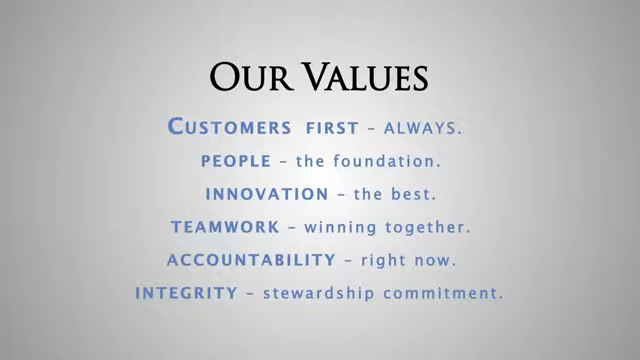 OUR VALUES
CUSTOMERS FIRST – ALWAYS.
PEOPLE – the foundation.
INNOVATION – the best.
TEAMWORK – winning together.
ACCOUNTABILITY – right now.
INTEGRITY – stewardship commitment.